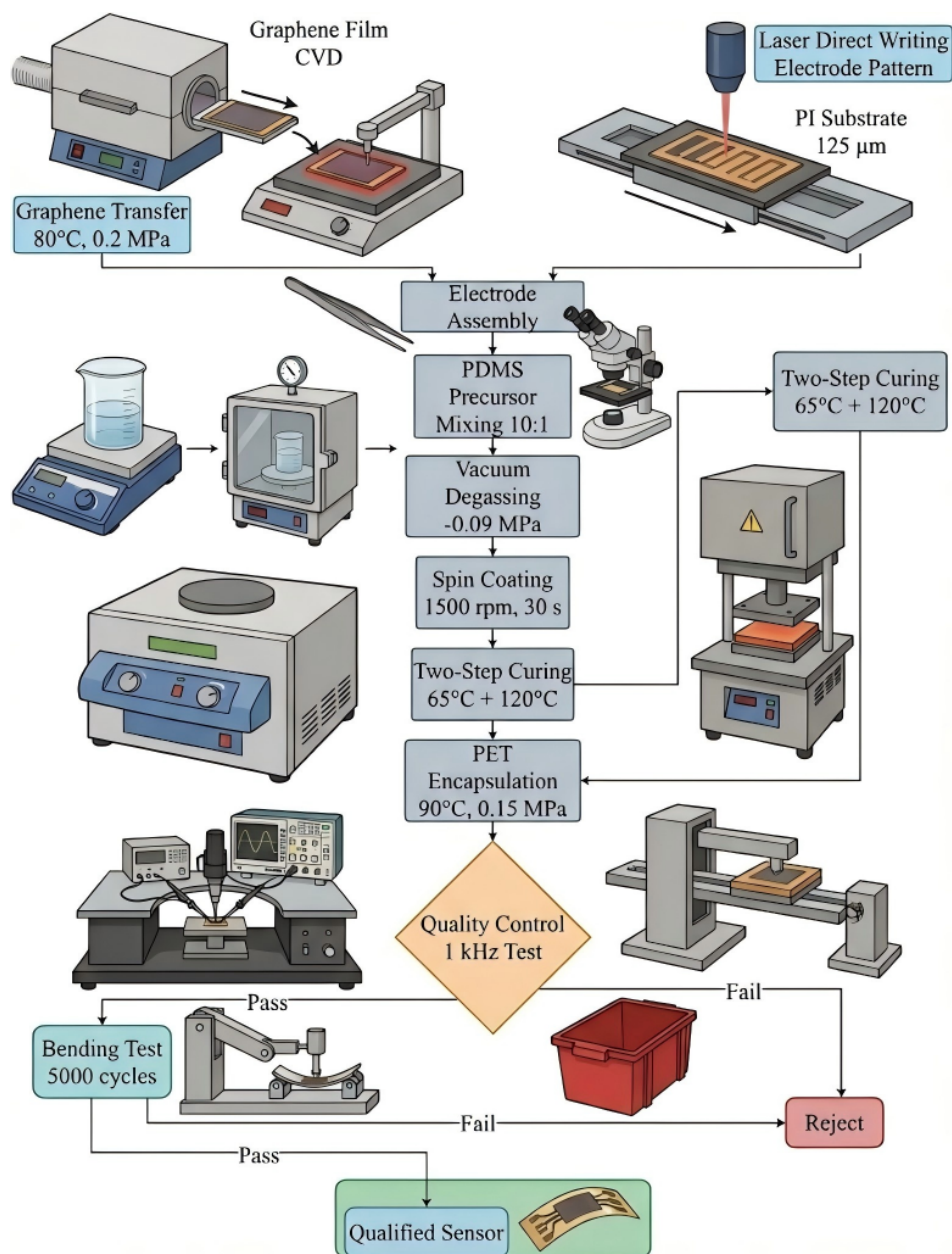 Graphene Film
CVD
Laser Direct Writing
Electrode Pattern
PI Substrate
125 μm
Graphene Transfer
80°C, 0.2 MPa
Electrode
Assembly
PDMS
Precursor
Mixing 10:1
Two-Step Curing
65°C + 120°C
Vacuum
Degassing
-0.09 MPa
Spin Coating
1500 rpm, 30 s
Two-Step Curing
65°C + 120°C
PET
Encapsulation
90°C, 0.15 MPa
Quality Control
1 kHz Test
Pass
Fail
Bending Test
5000 cycles
Fail
Reject
Pass
Qualified Sensor